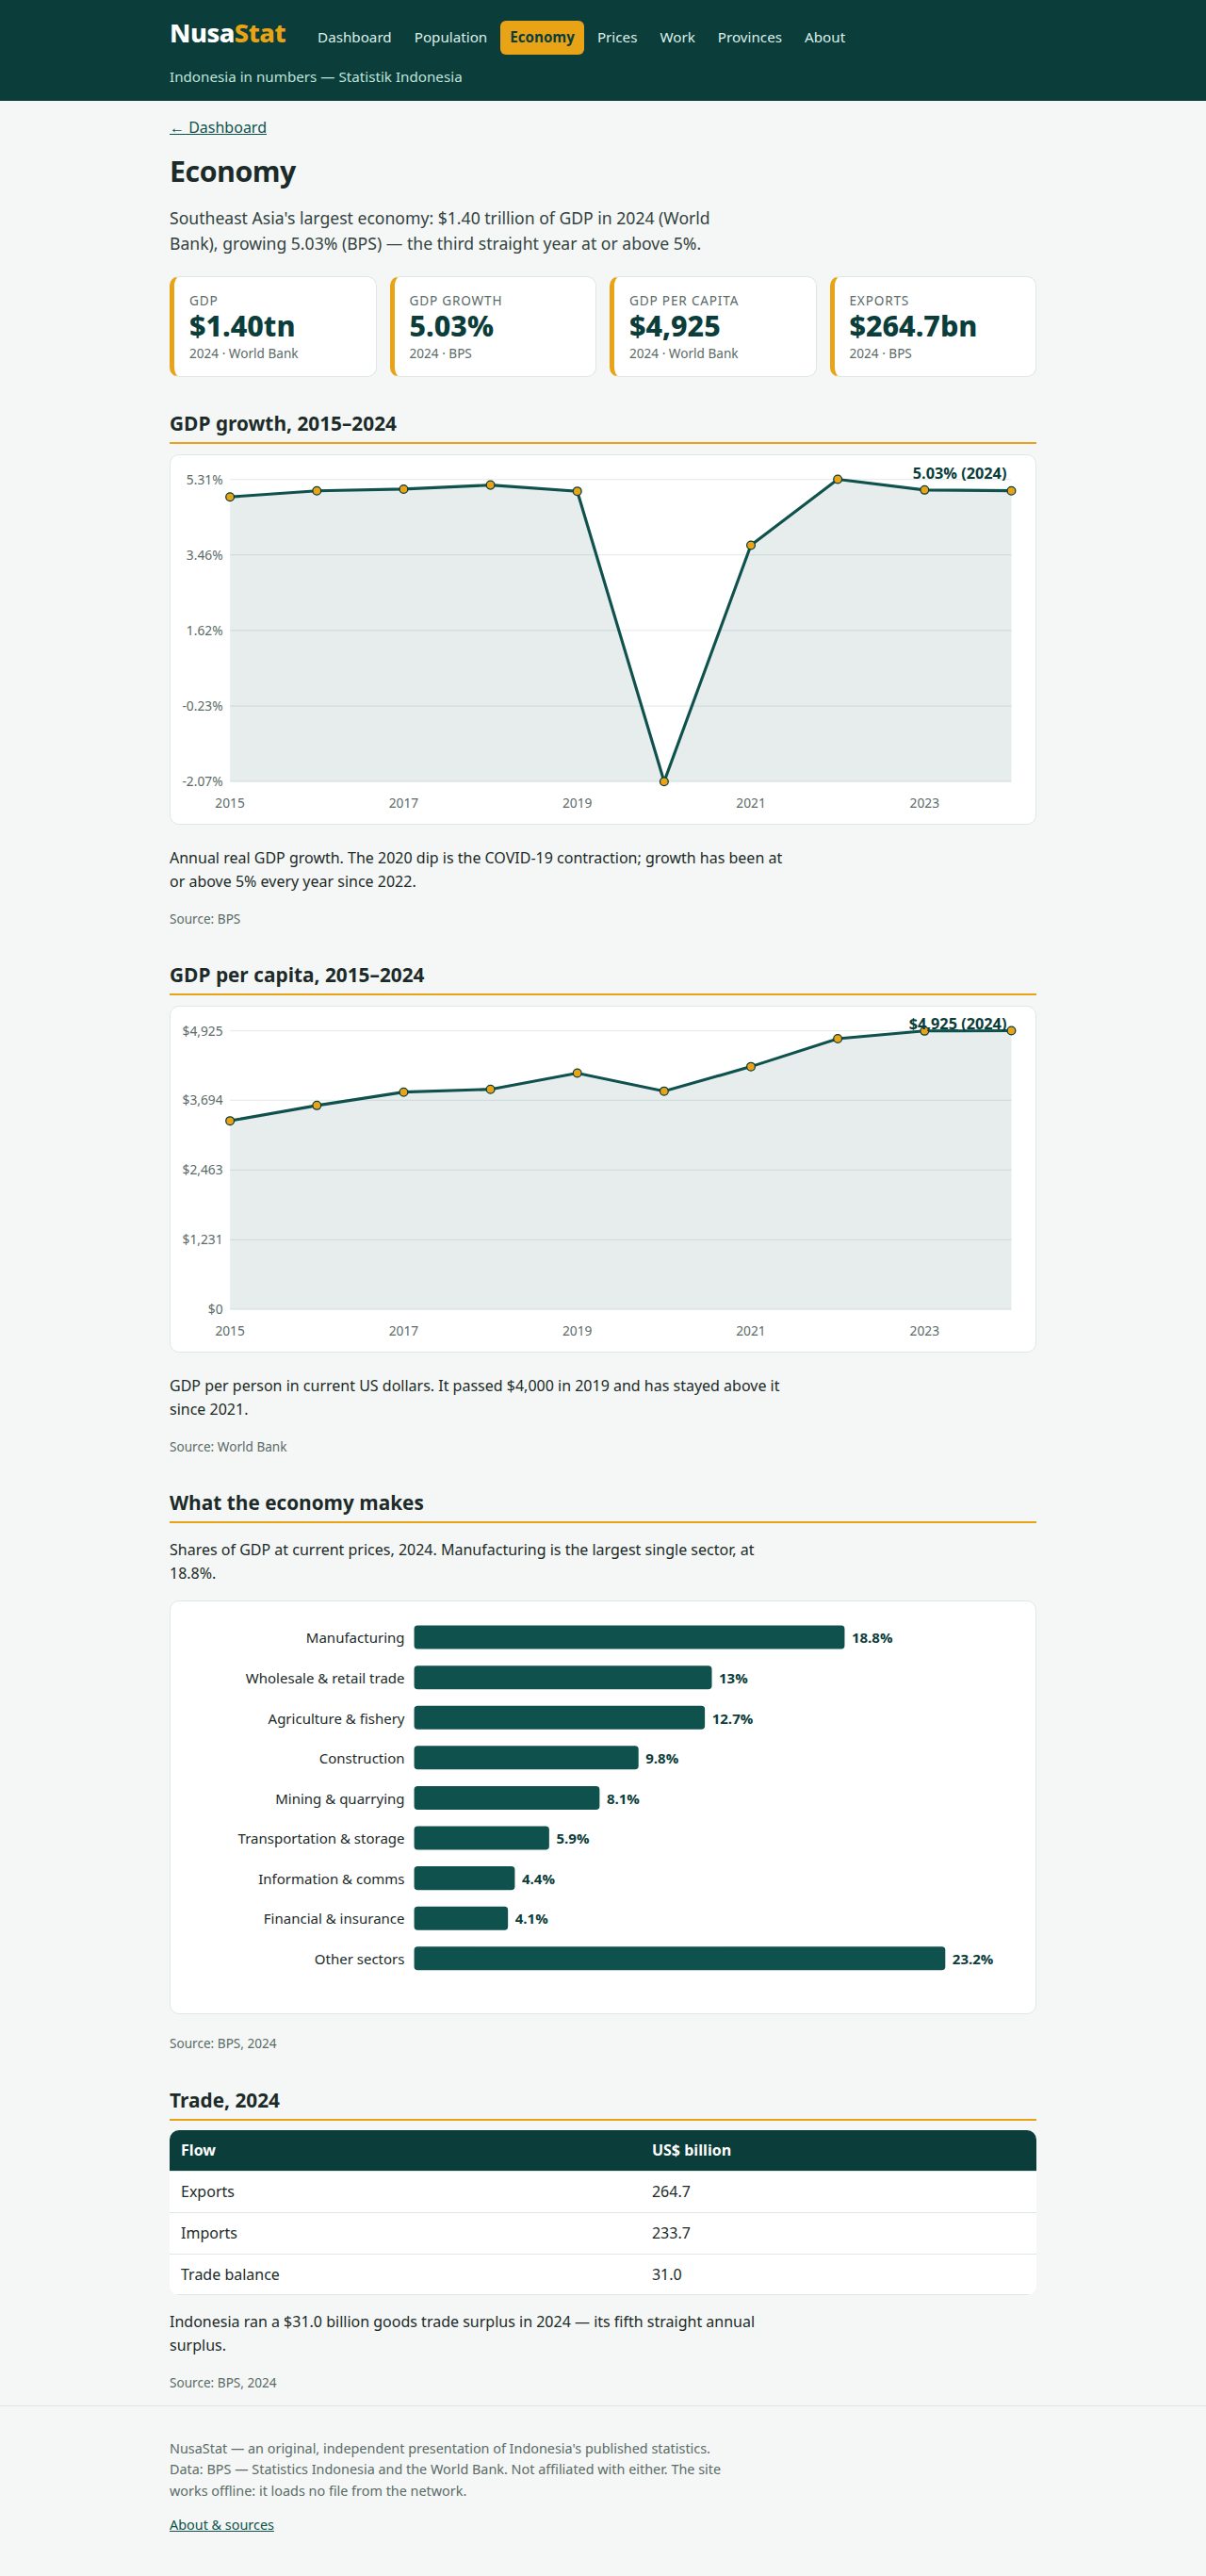 NusaStat
Dashboard Population Economy Prices Work Provinces About
Indonesia in numbers — Statistik Indonesia
← Dashboard
Economy
Southeast Asia's largest economy: $1.40 trillion of GDP in 2024 (World
Bank), growing 5.03% (BPS) — the third straight year at or above 5%.
GDP
$1.40tn
2024 · World Bank
GDP GROWTH
5.03%
2024 · BPS
GDP PER CAPITA
$4,925
2024 · World Bank
EXPORTS
$264.7bn
2024 · BPS
GDP growth, 2015–2024
5.03% (2024)
5.31%
3.46%
1.62%
-0.23%
-2.07%
2015 2017 2019 2021 2023
Annual real GDP growth. The 2020 dip is the COVID-19 contraction; growth has been at
or above 5% every year since 2022.
Source: BPS
GDP per capita, 2015–2024
$4,925 (2024)
$4,925
$3,694
$2,463
$1,231
$0
2015 2017 2019 2021 2023
GDP per person in current US dollars. It passed $4,000 in 2019 and has stayed above it
since 2021.
Source: World Bank
What the economy makes
Shares of GDP at current prices, 2024. Manufacturing is the largest single sector, at
18.8%.
Manufacturing 18.8%
Wholesale & retail trade 13%
Agriculture & fishery 12.7%
Construction 9.8%
Mining & quarrying 8.1%
Transportation & storage 5.9%
Information & comms 4.4%
Financial & insurance 4.1%
Other sectors 23.2%
Source: BPS, 2024
Trade, 2024
Flow US$ billion
Exports 264.7
Imports 233.7
Trade balance 31.0
Indonesia ran a $31.0 billion goods trade surplus in 2024 — its fifth straight annual
surplus.
Source: BPS, 2024
NusaStat — an original, independent presentation of Indonesia's published statistics.
Data: BPS — Statistics Indonesia and the World Bank. Not affiliated with either. The site
works offline: it loads no file from the network.
About & sources